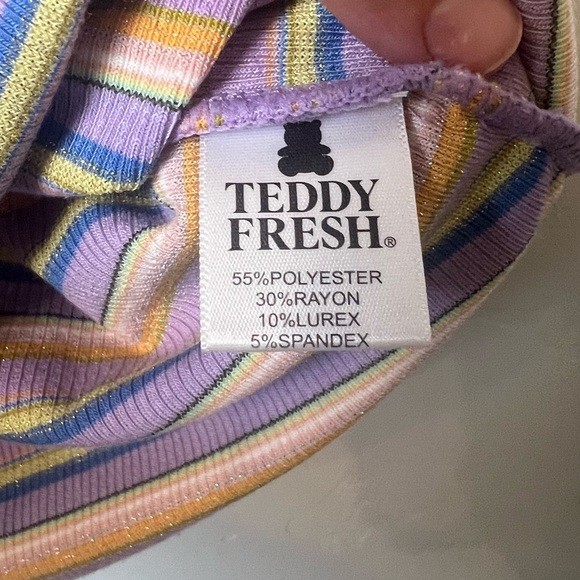 TEDDY
FRESH®
55%POLYESTER
30%RAYON
10%LUREX
5%SPANDEX